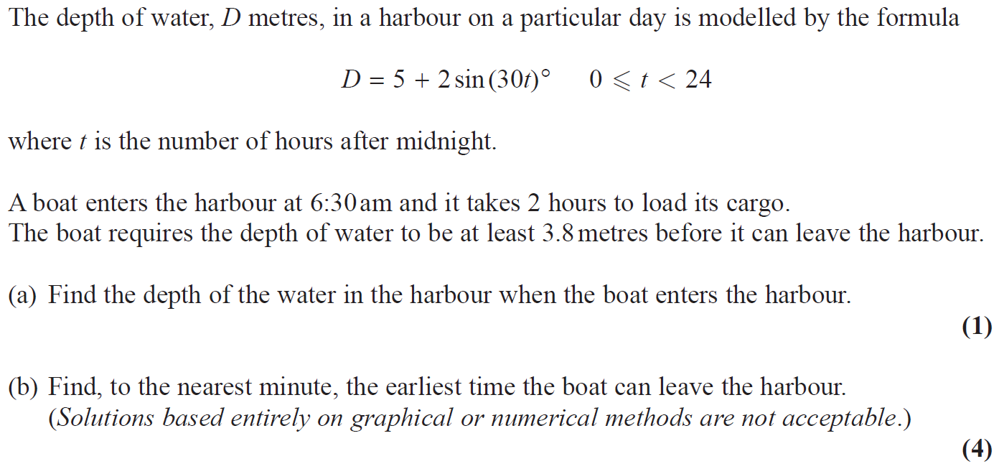 The depth of water, D metres, in a harbour on a particular day is modelled by the formula
D = 5 + 2 sin (30t)° 0 ⩽ t < 24
where t is the number of hours after midnight.
A boat enters the harbour at 6:30 am and it takes 2 hours to load its cargo.
The boat requires the depth of water to be at least 3.8 metres before it can leave the harbour.
(a) Find the depth of the water in the harbour when the boat enters the harbour.
(1)
(b) Find, to the nearest minute, the earliest time the boat can leave the harbour.
(Solutions based entirely on graphical or numerical methods are not acceptable.)
(4)